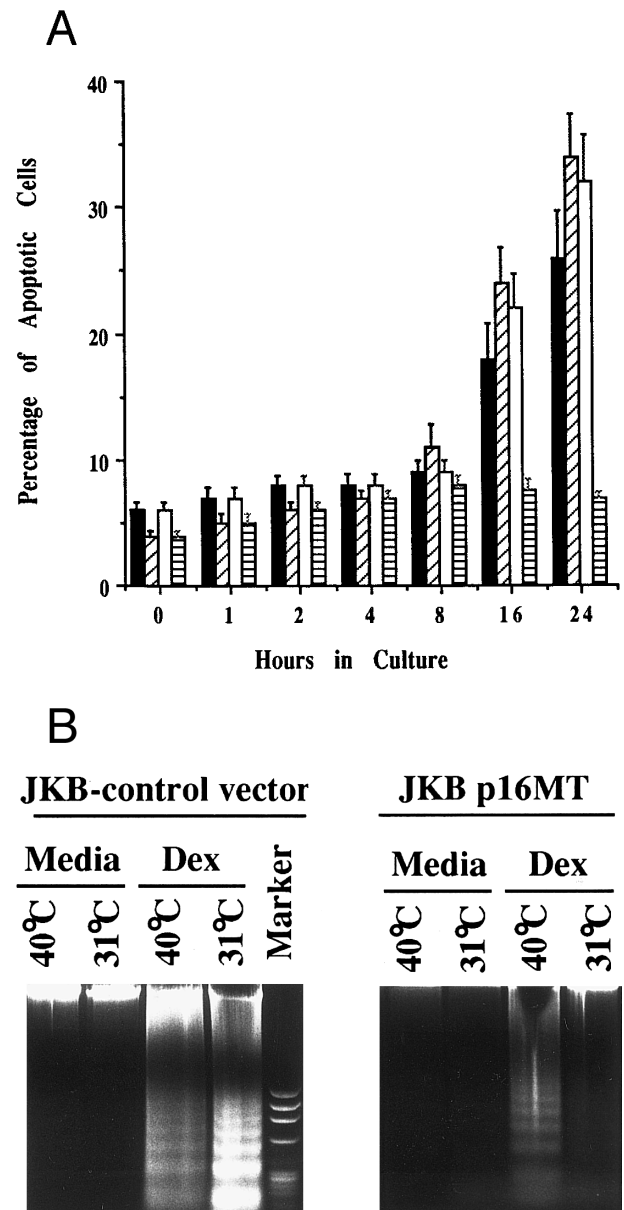 A
Percentage of Apoptotic Cells
40
30
20
10
0
0 1 2 4 8 16 24
Hours in Culture
B
JKB-control vector
Media Dex Marker
40°C 31°C 40°C 31°C
JKB p16MT
Media Dex
40°C 31°C 40°C 31°C